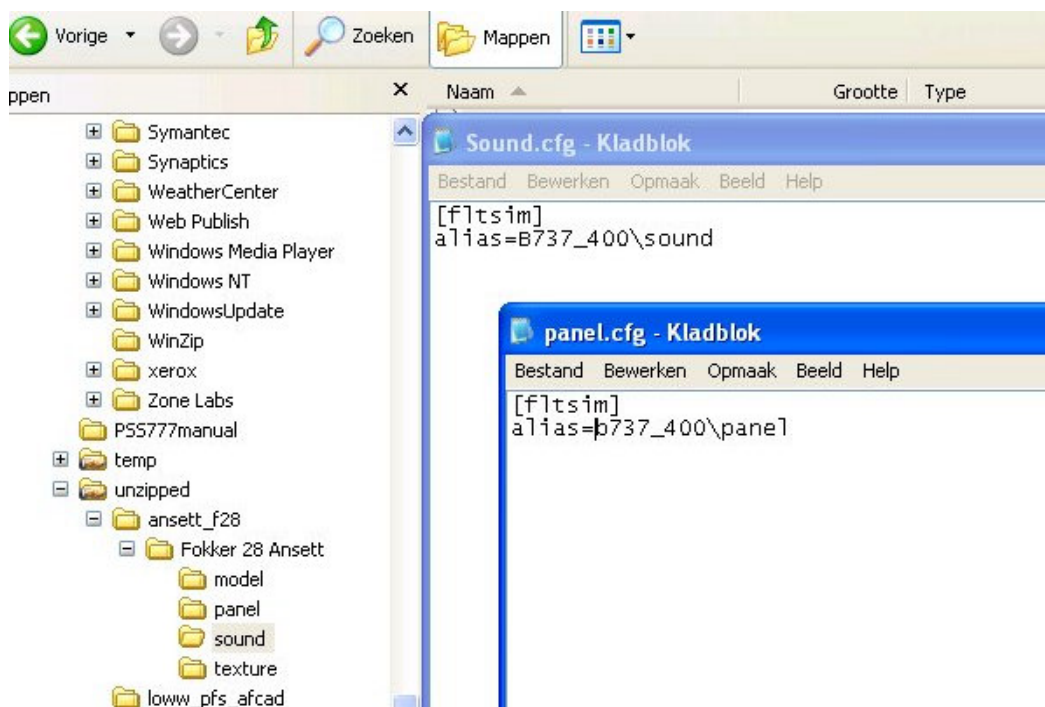 Vorige
Zoeken
Mappen
ppen
Naam
Grootte
Type
Symantec
Synaptics
WeatherCenter
Web Publish
Windows Media Player
Windows NT
WindowsUpdate
WinZip
xerox
Zone Labs
PSS777manual
temp
unzipped
ansett_f28
Fokker 28 Ansett
model
panel
sound
texture
loww_pfs_afcad
Sound.cfg - Kladblok
Bestand Bewerken Opmaak Beeld Help
[fltsim]
alias=B737_400\sound
panel.cfg - Kladblok
Bestand Bewerken Opmaak Beeld Help
[fltsim]
alias=b737_400\panel